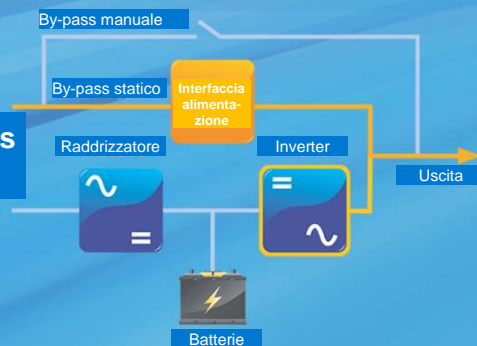 By-pass manuale
By-pass statico
Interfaccia
alimenta-
zione
s
Raddrizzatore
Inverter
Uscita
Batterie